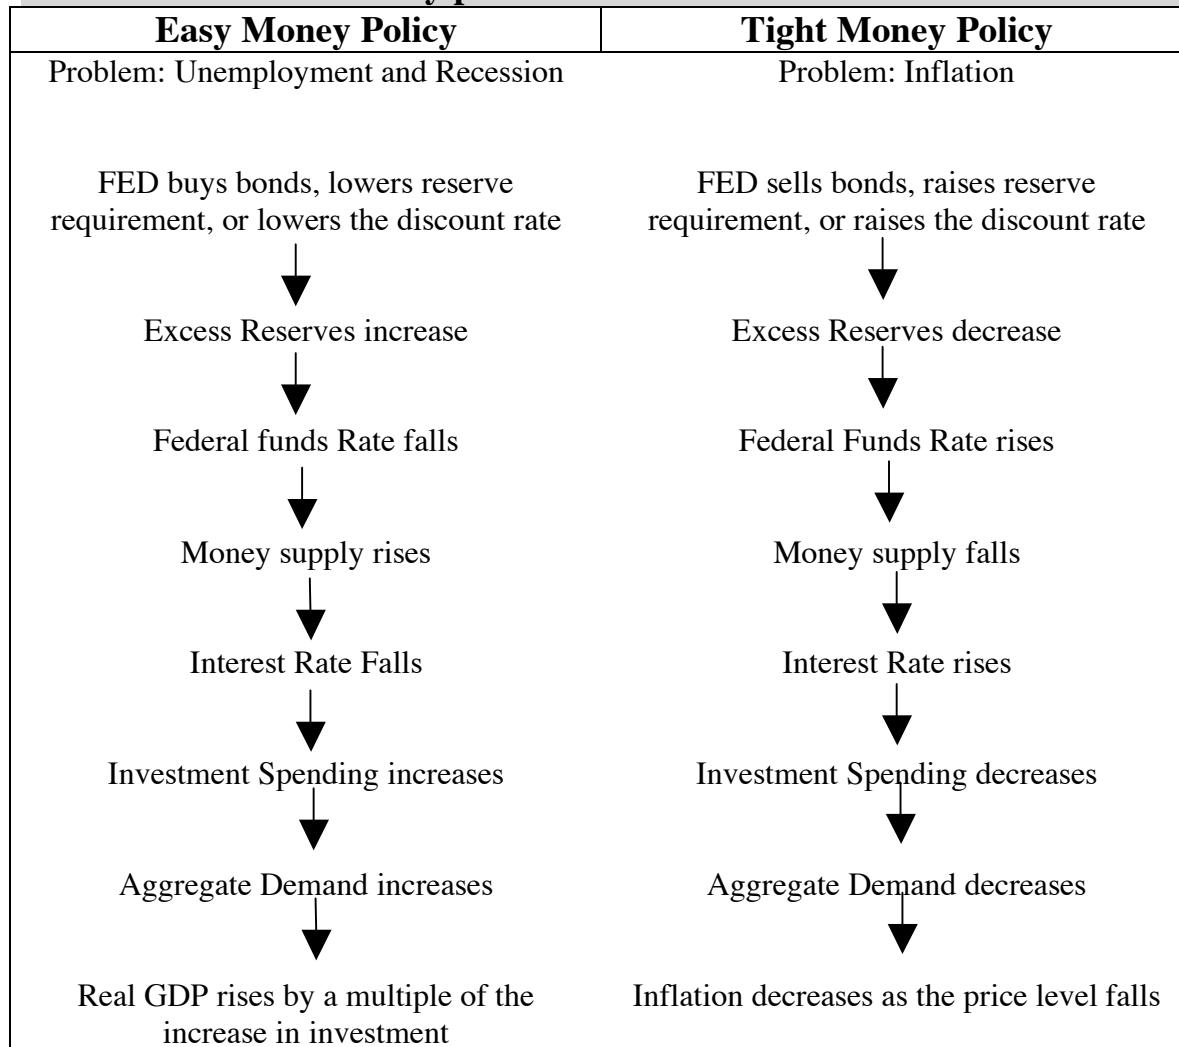 Easy Money Policy
Tight Money Policy
Problem: Unemployment and Recession
Problem: Inflation
FED buys bonds, lowers reserve
requirement, or lowers the discount rate
FED sells bonds, raises reserve
requirement, or raises the discount rate
Excess Reserves increase
Excess Reserves decrease
Federal funds Rate falls
Federal Funds Rate rises
Money supply rises
Money supply falls
Interest Rate Falls
Interest Rate rises
Investment Spending increases
Investment Spending decreases
Aggregate Demand increases
Aggregate Demand decreases
Real GDP rises by a multiple of the
increase in investment
Inflation decreases as the price level falls